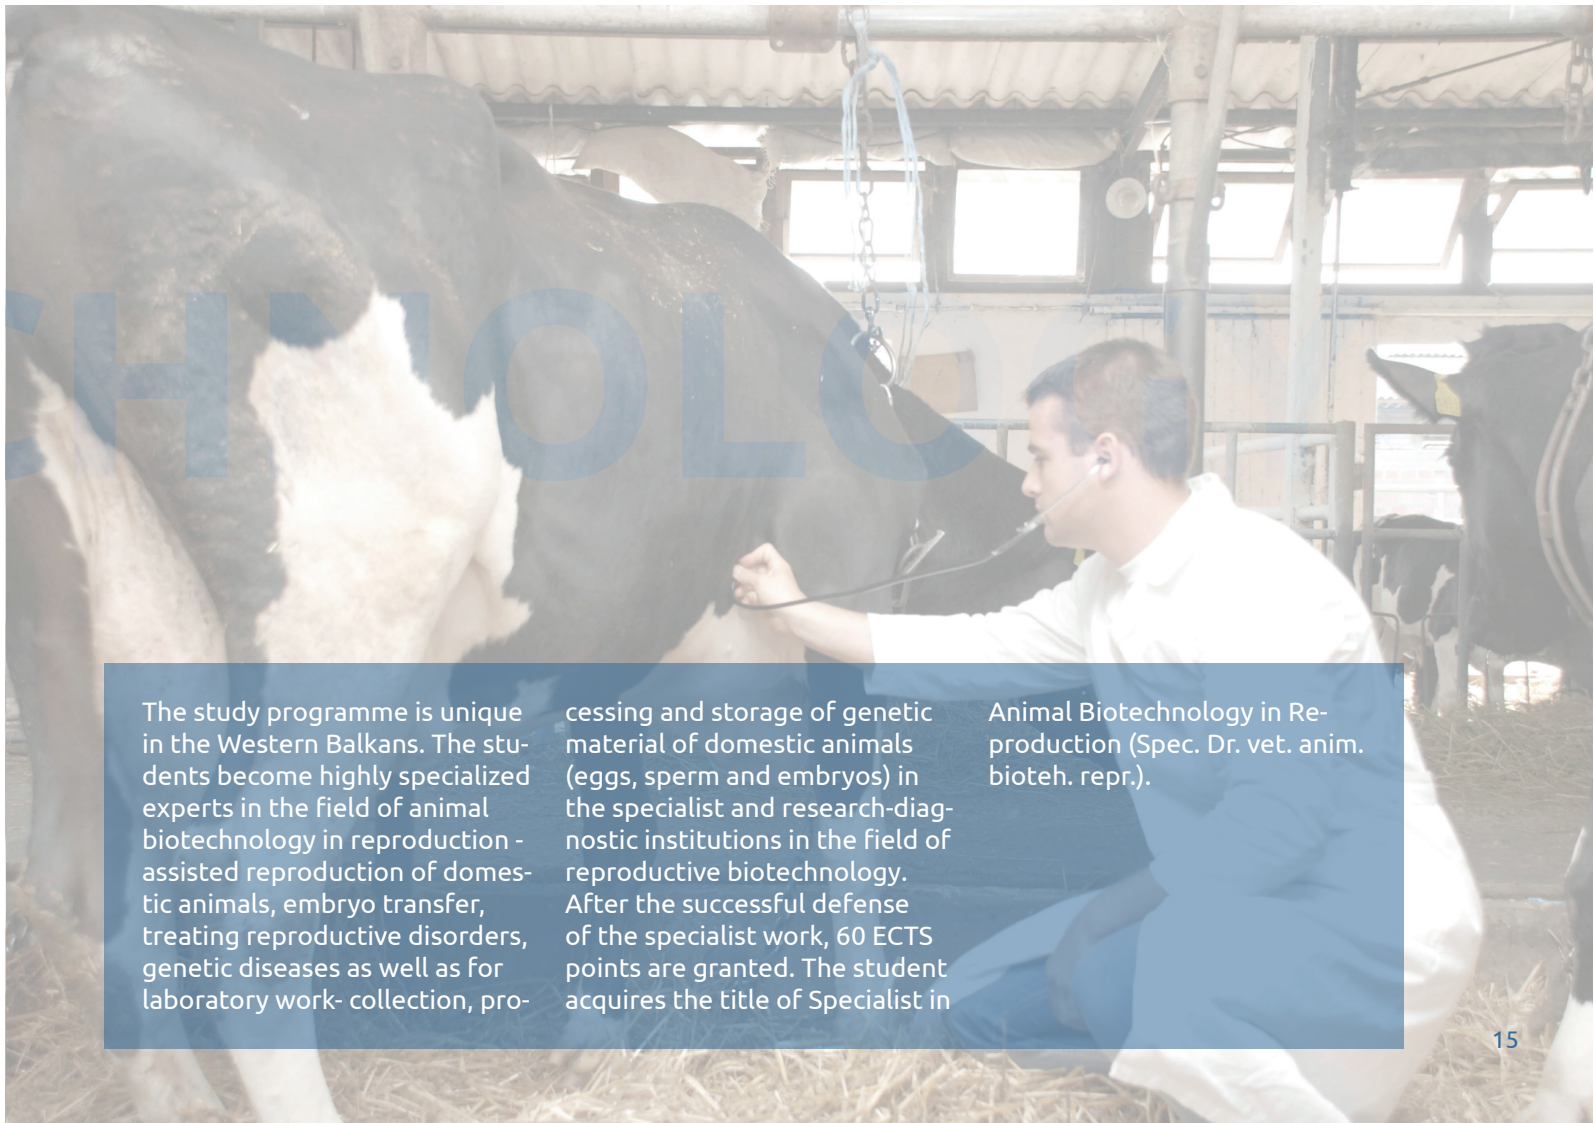 CHNOLOGY
The study programme is unique
in the Western Balkans. The stu-
dents become highly specialized
experts in the field of animal
biotechnology in reproduction -
assisted reproduction of domes-
tic animals, embryo transfer,
treating reproductive disorders,
genetic diseases as well as for
laboratory work- collection, pro-
cessing and storage of genetic
material of domestic animals
(eggs, sperm and embryos) in
the specialist and research-diag-
nostic institutions in the field of
reproductive biotechnology.
After the successful defense
of the specialist work, 60 ECTS
points are granted. The student
acquires the title of Specialist in
Animal Biotechnology in Re-
production (Spec. Dr. vet. anim.
bioteh. repr.).
15